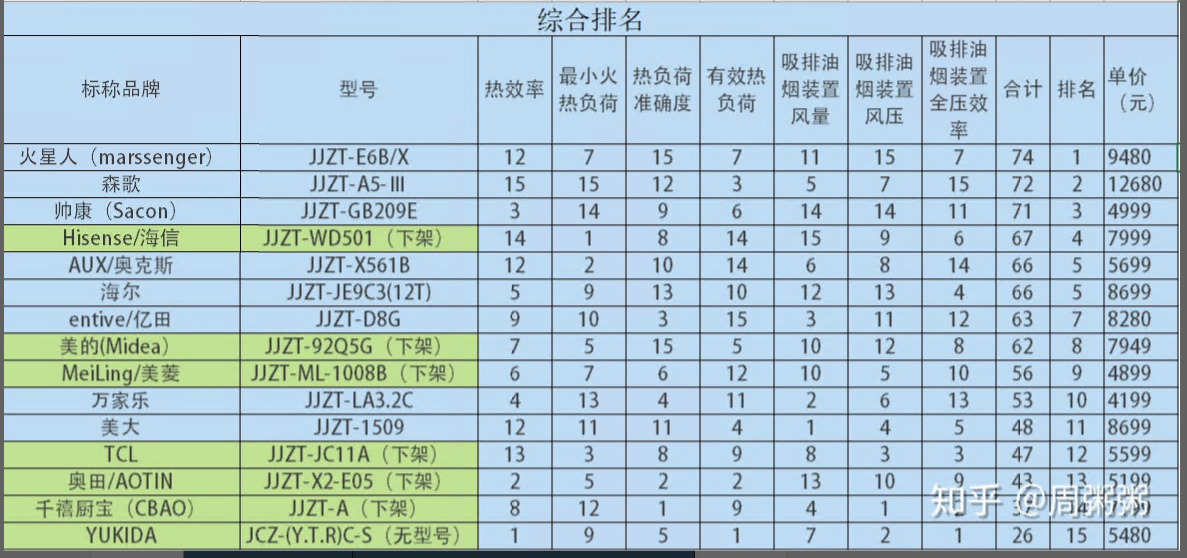 综合排名
标称品牌 型号 热效率 最小火热负荷 热负荷准确度 有效热负荷 吸排油烟装置风量 吸排油烟装置风压 吸排油烟装置全压效率 合计 排名 单价（元）
火星人（marssenger） JJZT-E6B/X 12 7 15 7 11 15 7 74 1 9480
森歌 JJZT-A5-Ⅲ 15 15 12 3 5 7 15 72 2 12680
帅康（Sacon） JJZT-GB209E 3 14 9 6 14 14 11 71 3 4999
Hisense/海信 JJZT-WD501（下架） 14 1 8 14 15 9 6 67 4 7999
AUX/奥克斯 JJZT-X561B 12 2 10 14 6 8 14 66 5 5699
海尔 JJZT-JE9C3(12T) 5 9 13 10 12 13 4 66 5 8699
entive/亿田 JJZT-D8G 9 10 3 15 3 11 12 63 7 8280
美的(Midea） JJZT-92Q5G（下架） 7 5 15 5 10 12 8 62 8 7949
MeiLing/美菱 JJZT-ML-1008B（下架） 6 7 6 12 10 5 10 56 9 4899
万家乐 JJZT-LA3.2C 4 13 4 11 2 6 13 53 10 4199
美大 JJZT-1509 12 11 11 4 1 4 5 48 11 8699
TCL JJZT-JC11A（下架） 13 3 8 9 8 3 3 47 12 5599
奥田/AOTIN JJZT-X2-E05（下架） 2 5 2 2 13 10 9 43 13 5199
千禧厨宝（CBAO） JJZT-A（下架） 8 12 1 9 4 1
知乎 @周粥粥
YUKIDA JCZ-(Y.T.R)C-S（无型号） 1 9 5 1 7 2 1 26 15 5480